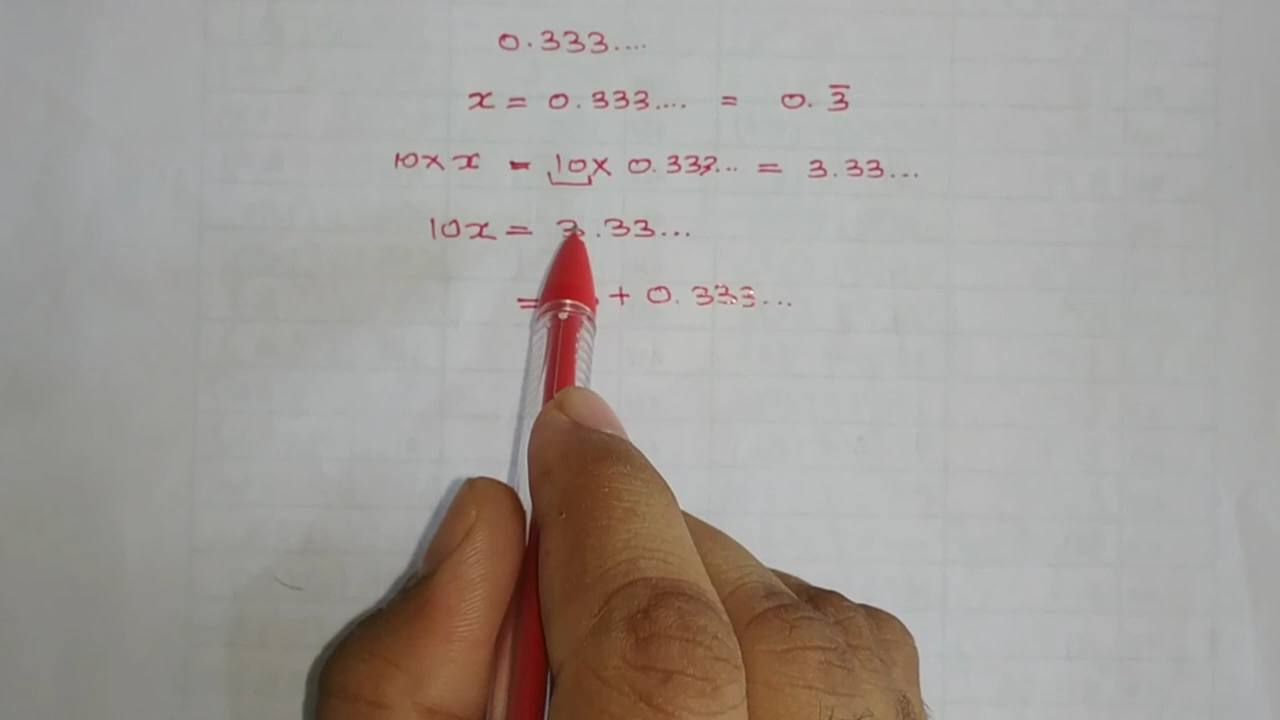 0.333....
x = 0.333.... = 0.3̅
10 × x = 10 × 0.333... = 3.33...
10x = 3.33...
= + 0.333...